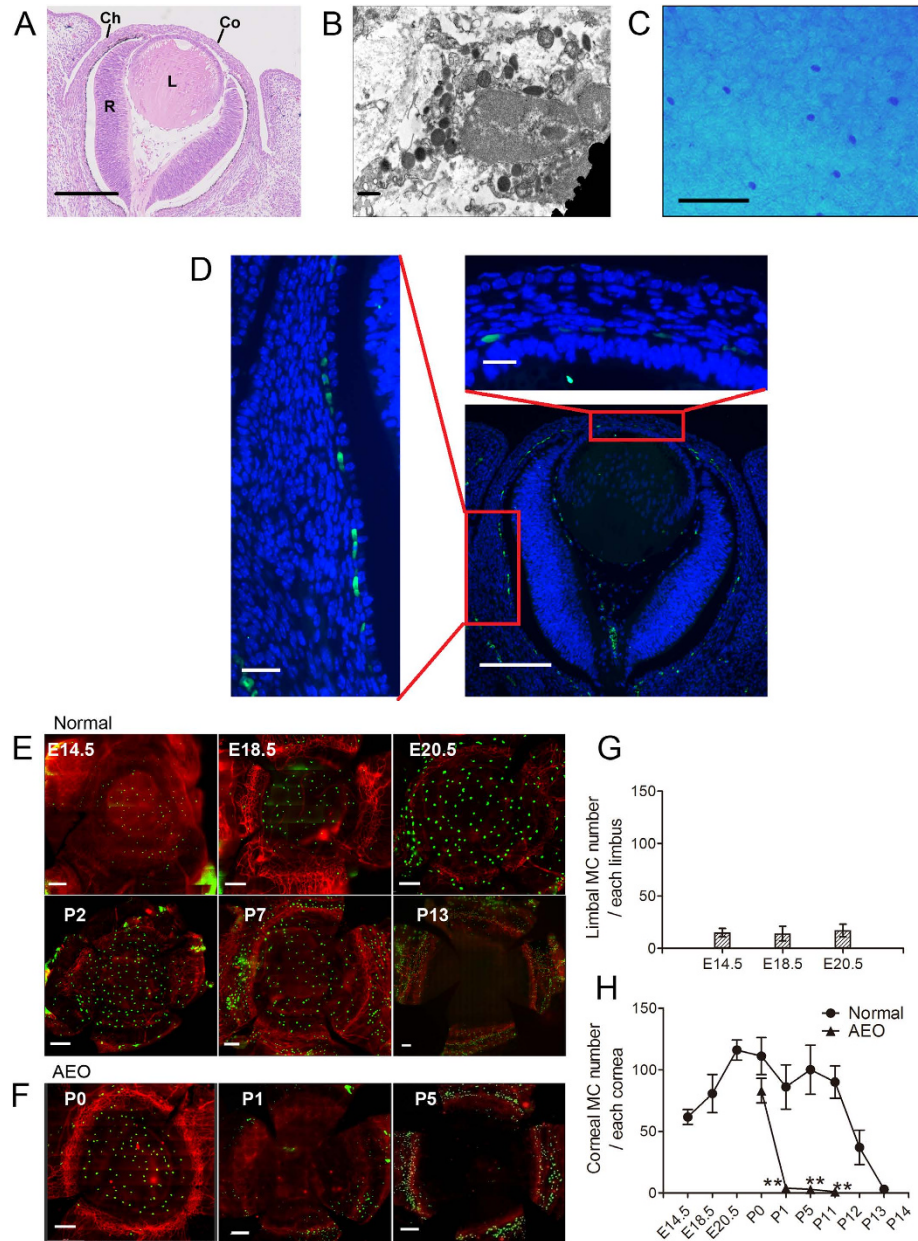 A
Ch
Co
L
R
B
C
D
E
Normal
E14.5
E18.5
E20.5
P2
P7
P13
AEO
F
P0
P1
P5
G
Limbal MC number
/ each limbus
150
100
50
0
E14.5
E18.5
E20.5
H
Corneal MC number
/ each cornea
150
100
50
0
Normal
AEO
**
**
**
E14.5
E18.5
E20.5
P0
P1
P5
P11
P12
P13
P14